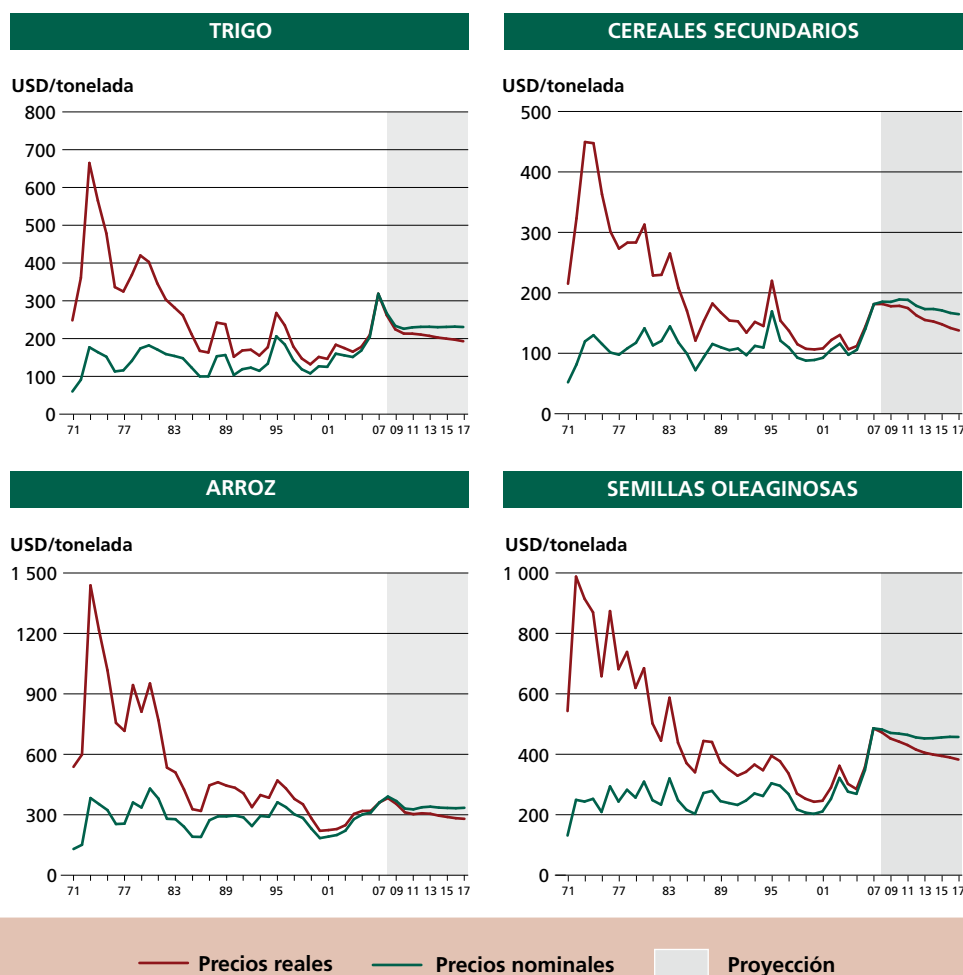 TRIGO
USD/tonelada
800
700
600
500
400
300
200
100
0
71 77 83 89 95 01 07 09 11 13 15 17
CEREALES SECUNDARIOS
USD/tonelada
500
400
300
200
100
0
71 77 83 89 95 01 07 09 11 13 15 17
ARROZ
USD/tonelada
1 500
1200
900
600
300
0
71 77 83 89 95 01 07 09 11 13 15 17
SEMILLAS OLEAGINOSAS
USD/tonelada
1 000
800
600
400
200
0
71 77 83 89 95 01 07 09 11 13 15 17
Precios reales Precios nominales Proyección